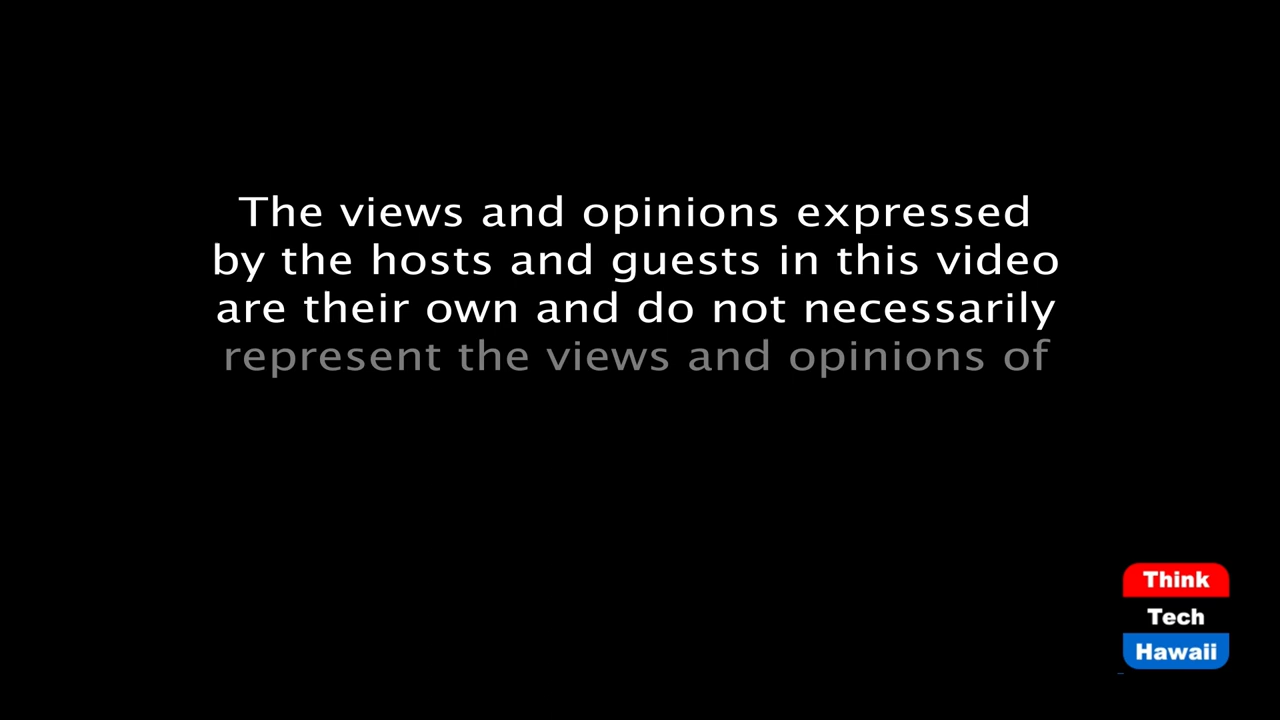 The views and opinions expressed
by the hosts and guests in this video
are their own and do not necessarily
represent the views and opinions of
Think
Tech
Hawaii